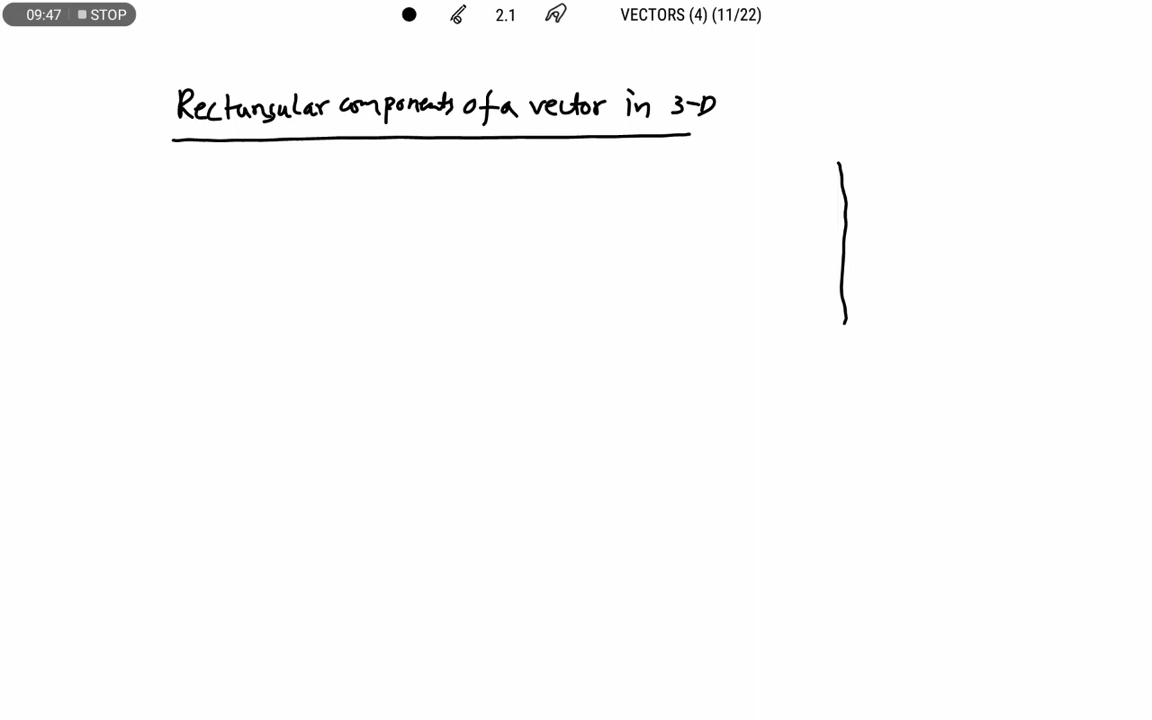 09:47 STOP 2.1 VECTORS (4) (11/22)
Rectangular components of a vector in 3-D